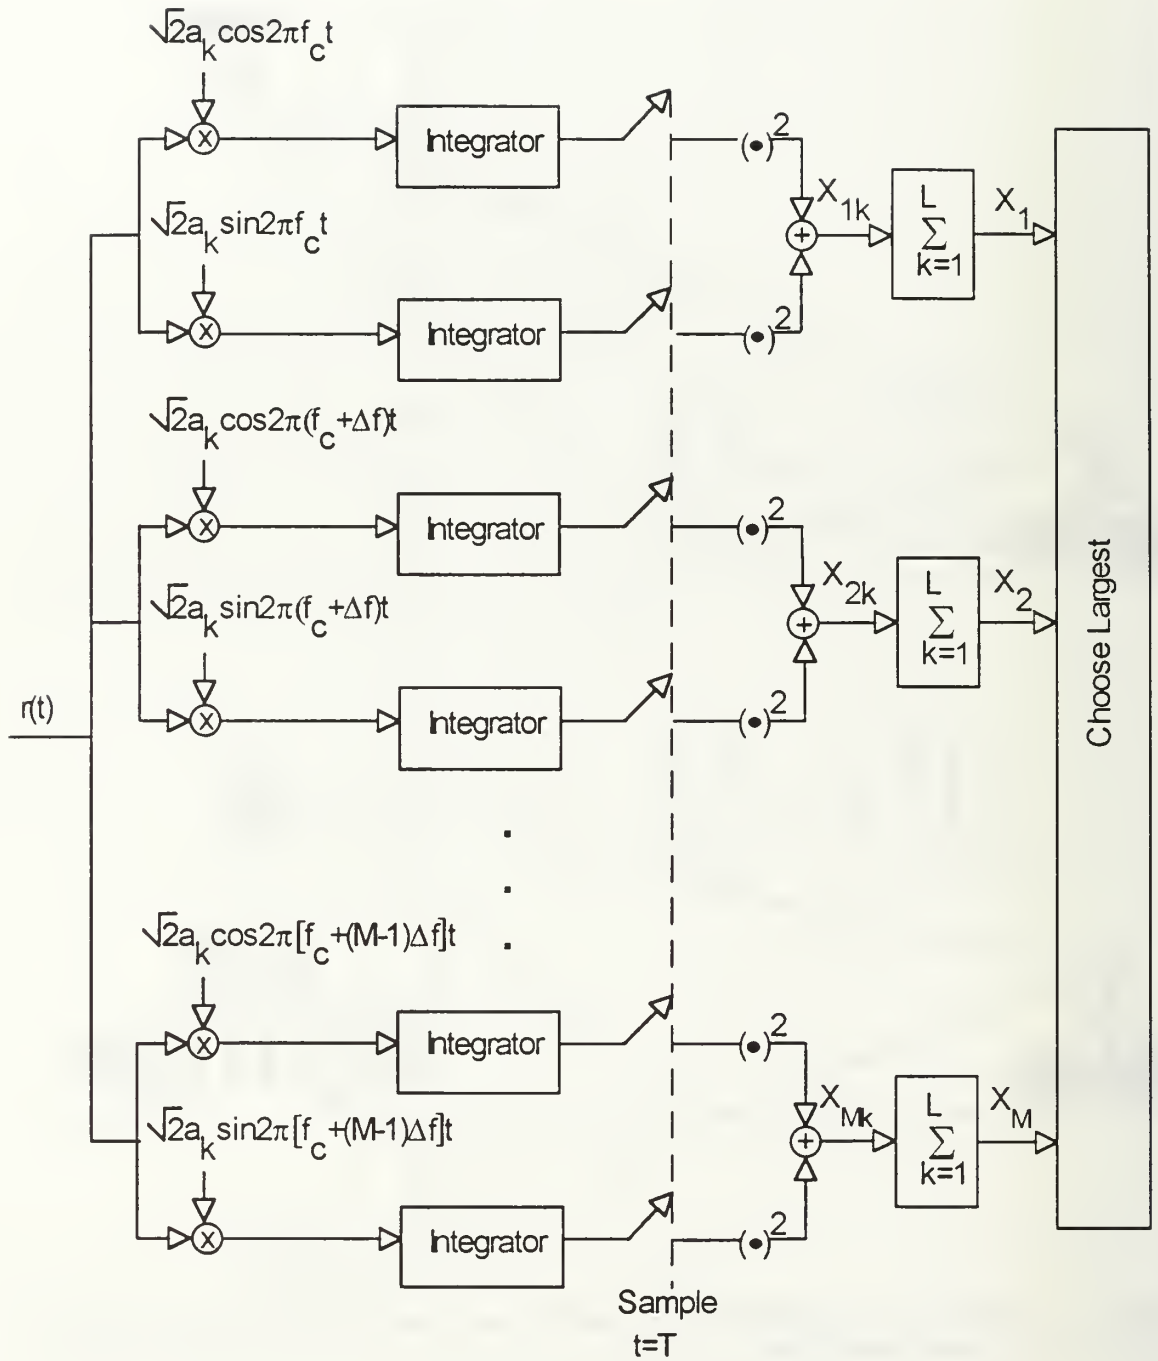 √2a_k cos2πf_c t
Integrator
(•)²
√2a_k sin2πf_c t
X_1k
L
Σ
k=1
X_1
Integrator
(•)²
√2a_k cos2π(f_c+Δf)t
Integrator
(•)²
√2a_k sin2π(f_c+Δf)t
X_2k
L
Σ
k=1
X_2
Choose Largest
r(t)
Integrator
(•)²
√2a_k cos2π[f_c+(M-1)Δf]t
Integrator
(•)²
√2a_k sin2π[f_c+(M-1)Δf]t
X_Mk
L
Σ
k=1
X_M
Integrator
(•)²
Sample
t=T